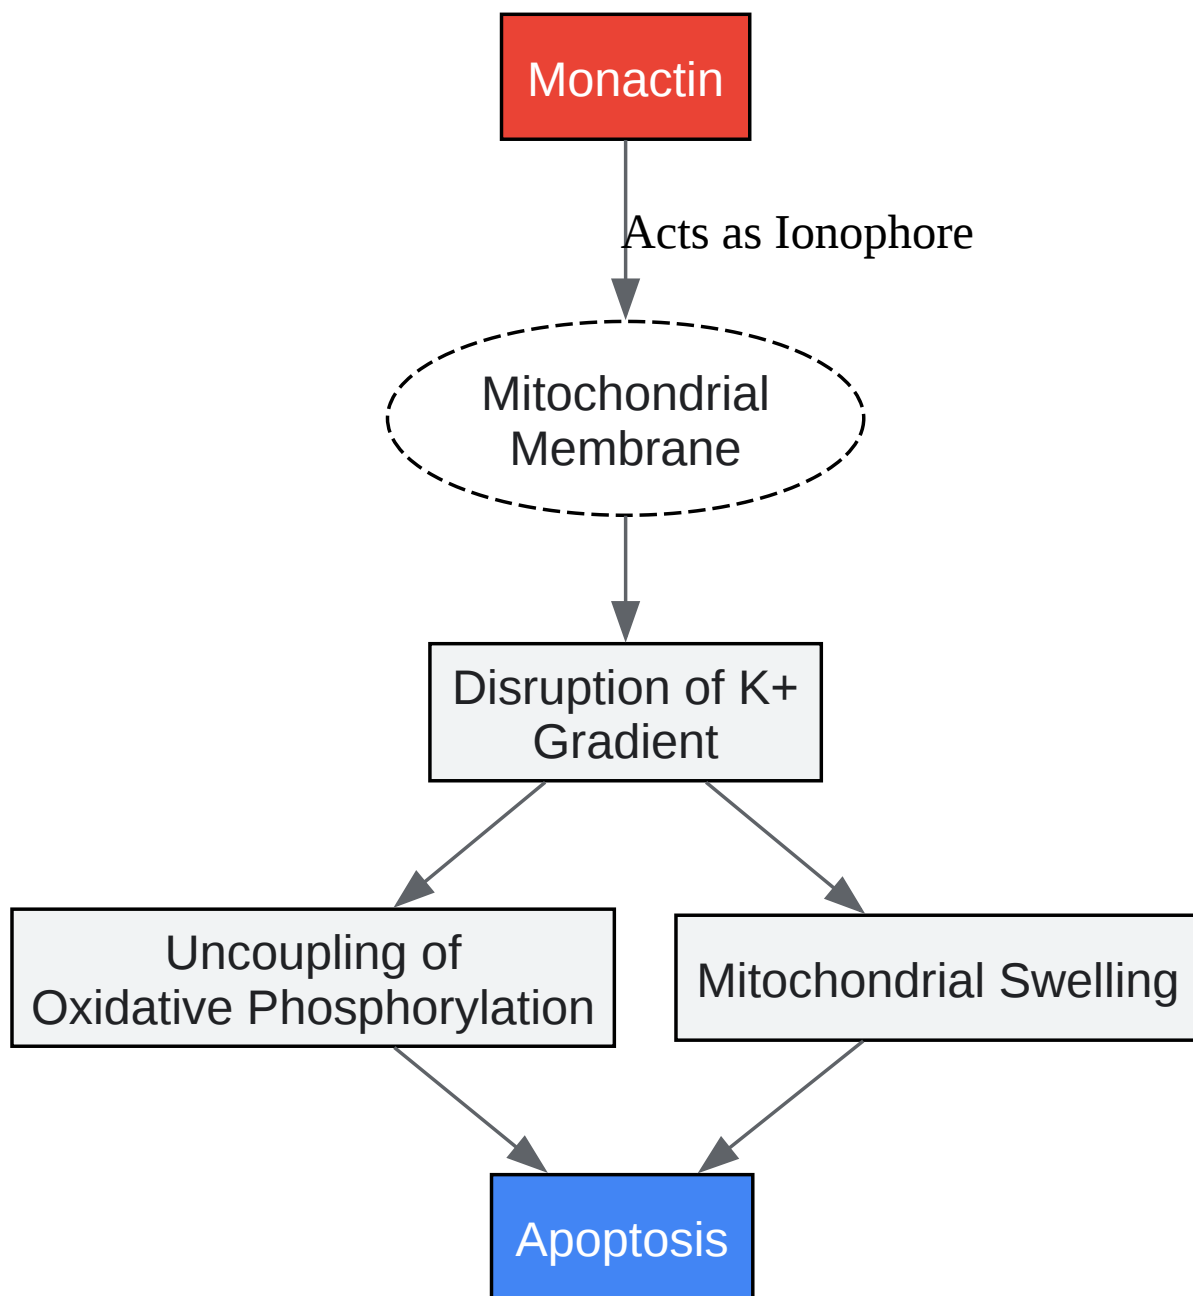 Monactin
Acts as Ionophore
Mitochondrial
Membrane
Disruption of K+
Gradient
Uncoupling of
Oxidative Phosphorylation
Mitochondrial Swelling
Apoptosis